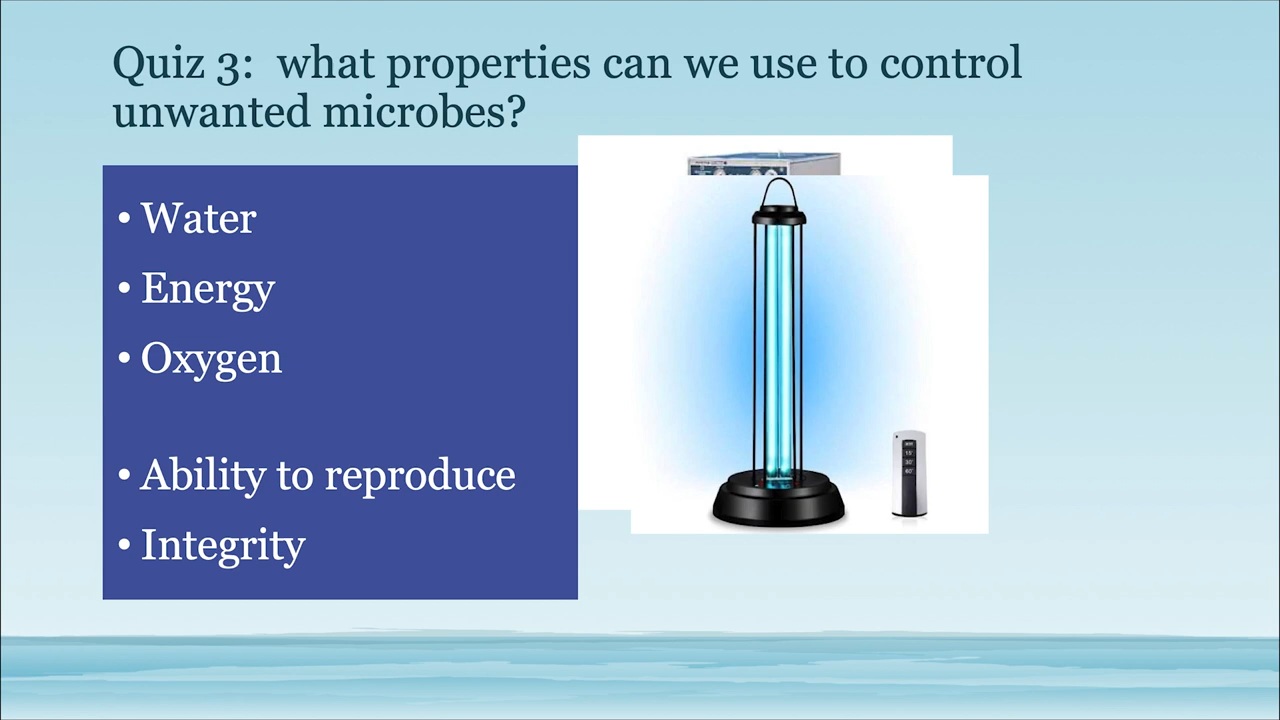 Quiz 3: what properties can we use to control
unwanted microbes?
• Water
• Energy
• Oxygen
• Ability to reproduce
• Integrity